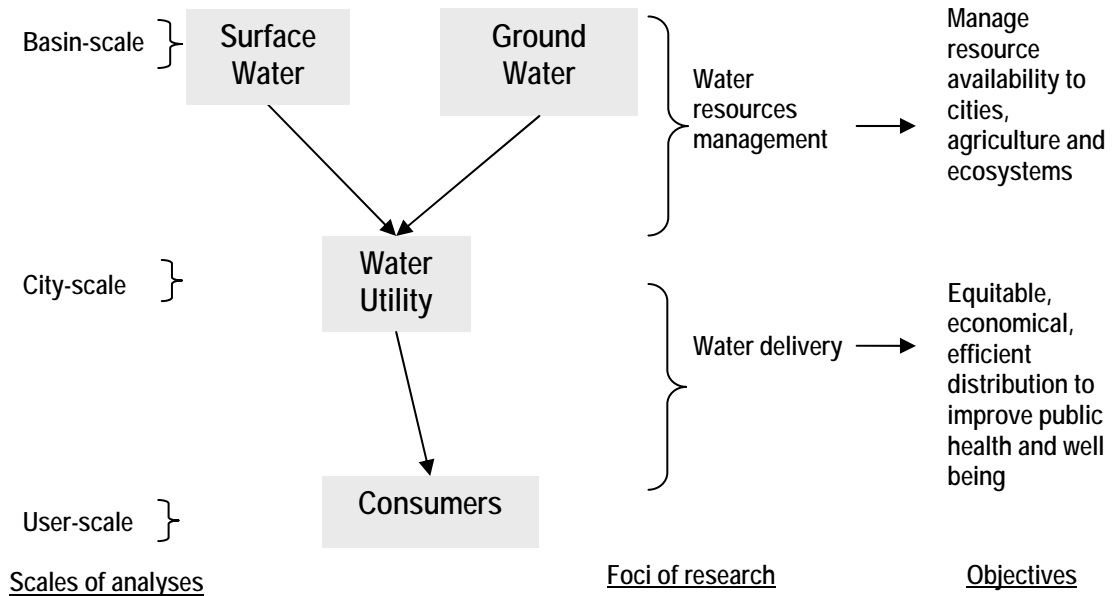 Basin-scale
Surface
Water
Ground
Water
Water
resources
management
Manage
resource
availability to
cities,
agriculture and
ecosystems
City-scale
Water
Utility
Water delivery
Equitable,
economical,
efficient
distribution to
improve public
health and well
being
User-scale
Consumers
Scales of analyses
Foci of research
Objectives